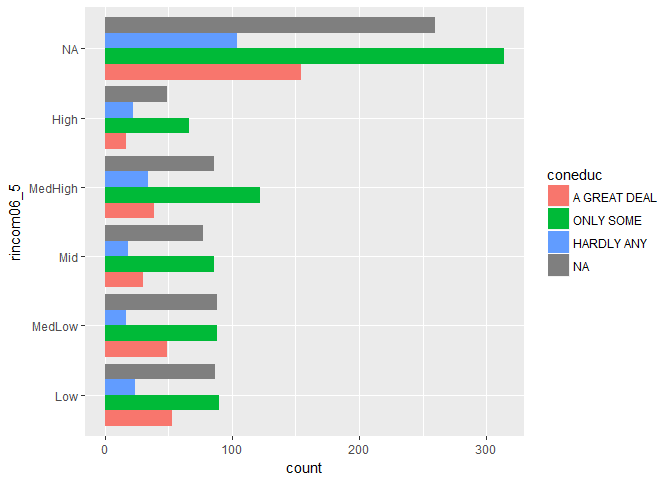 NA
High
MedHigh
Mid
MedLow
Low
rincom06_5
0 100 200 300
count
coneduc
A GREAT DEAL
ONLY SOME
HARDLY ANY
NA